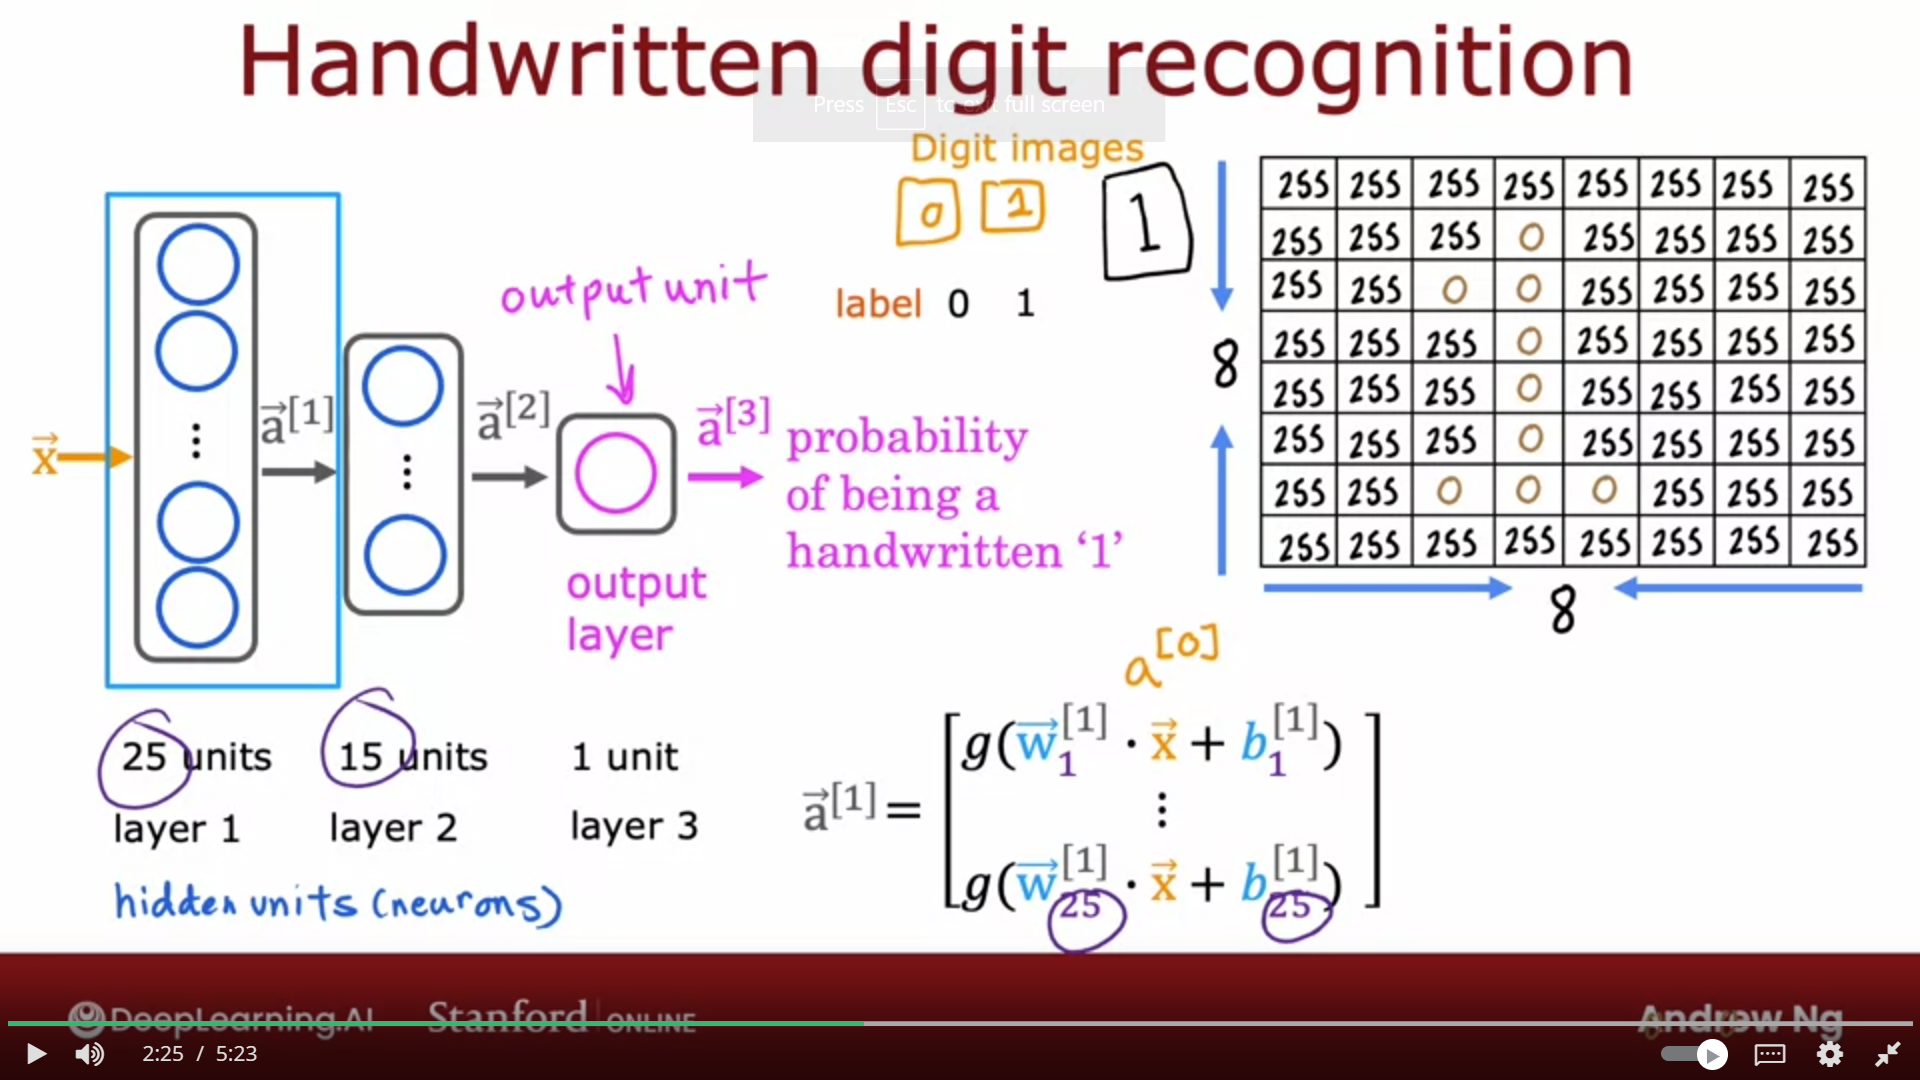 Handwritten digit recognition
Press Esc to exit full screen
Digit images
0 1 1
label 0 1
output unit
x⃗
a⃗[1]
a⃗[2]
a⃗[3]
probability
of being a
handwritten ‘1’
output
layer
255 255 255 255 255 255 255 255
255 255 255 0 255 255 255 255
255 255 0 0 255 255 255 255
255 255 255 0 255 255 255 255
255 255 255 0 255 255 255 255
255 255 255 0 255 255 255 255
255 255 0 0 0 255 255 255
255 255 255 255 255 255 255 255
8
8
25 units 15 units 1 unit
layer 1 layer 2 layer 3
hidden units (neurons)
a[0]
a⃗[1] =
g(w⃗1[1] · x⃗ + b1[1])
⋮
g(w⃗25[1] · x⃗ + b25[1])
DeepLearning.AI Stanford ONLINE Andrew Ng
2:25 / 5:23